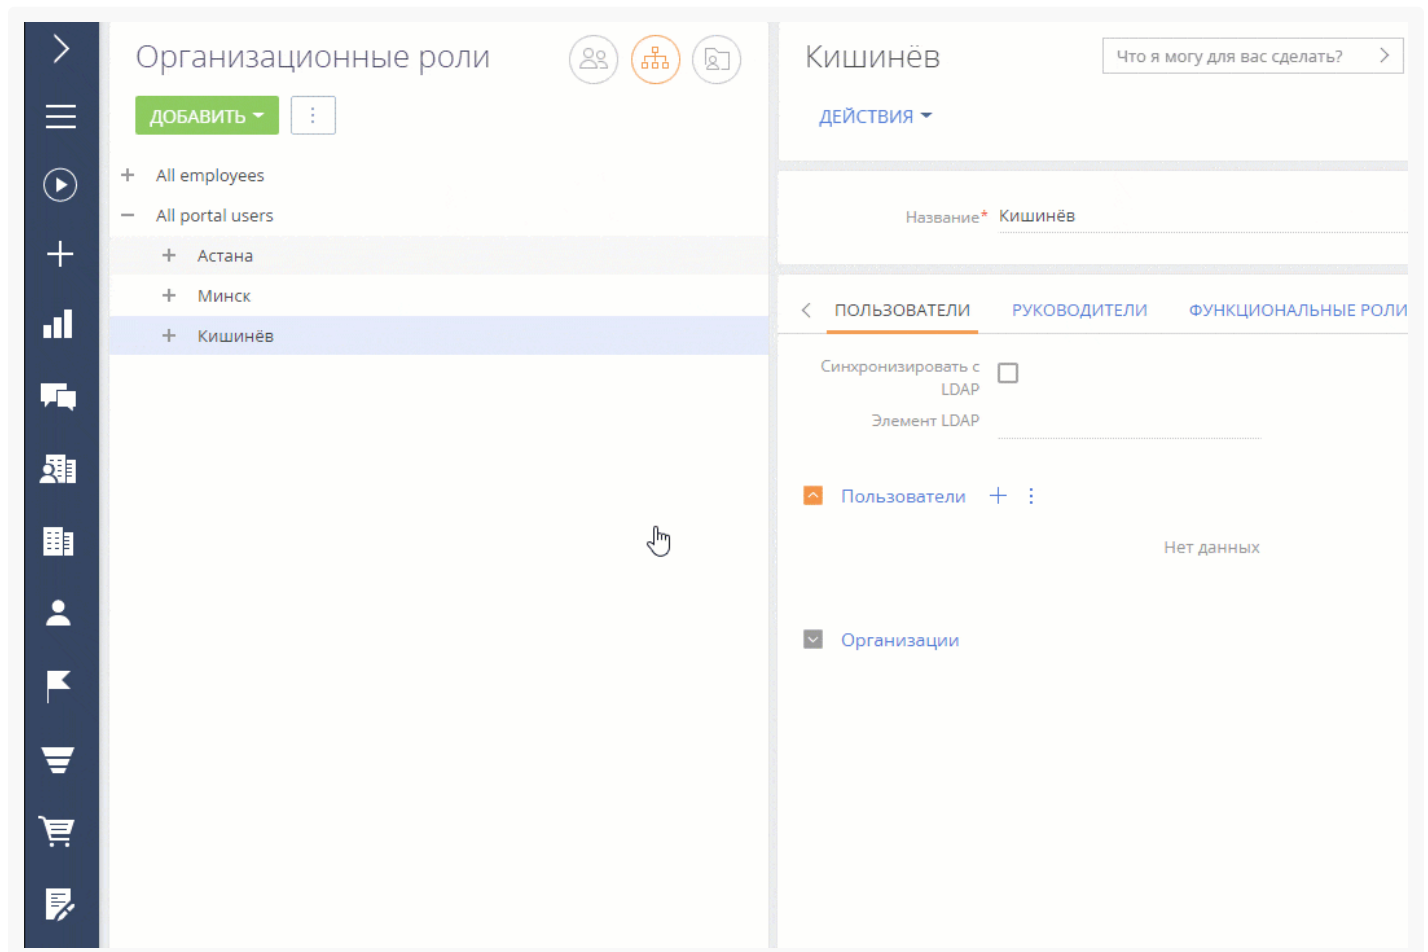 Организационные роли
ДОБАВИТЬ
All employees
All portal users
Астана
Минск
Кишинёв
Кишинёв
Что я могу для вас сделать?
ДЕЙСТВИЯ
Название* Кишинёв
ПОЛЬЗОВАТЕЛИ РУКОВОДИТЕЛИ ФУНКЦИОНАЛЬНЫЕ РОЛИ
Синхронизировать с
LDAP
Элемент LDAP
Пользователи
Нет данных
Организации